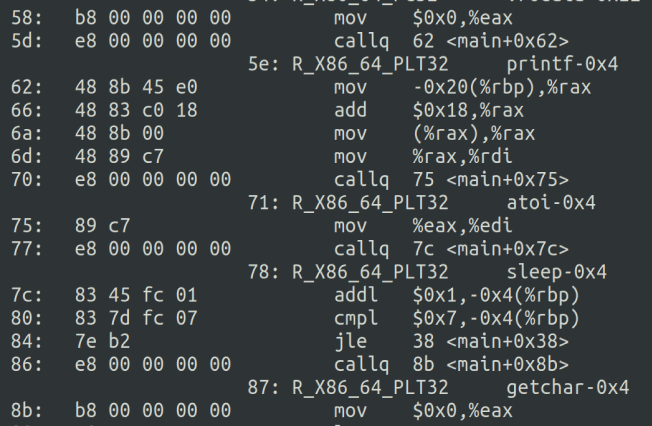 58: b8 00 00 00 00 mov $0x0,%eax
5d: e8 00 00 00 00 callq 62 <main+0x62>
5e: R_X86_64_PLT32 printf-0x4
62: 48 8b 45 e0 mov -0x20(%rbp),%rax
66: 48 83 c0 18 add $0x18,%rax
6a: 48 8b 00 mov (%rax),%rax
6d: 48 89 c7 mov %rax,%rdi
70: e8 00 00 00 00 callq 75 <main+0x75>
71: R_X86_64_PLT32 atoi-0x4
75: 89 c7 mov %eax,%edi
77: e8 00 00 00 00 callq 7c <main+0x7c>
78: R_X86_64_PLT32 sleep-0x4
7c: 83 45 fc 01 addl $0x1,-0x4(%rbp)
80: 83 7d fc 07 cmpl $0x7,-0x4(%rbp)
84: 7e b2 jle 38 <main+0x38>
86: e8 00 00 00 00 callq 8b <main+0x8b>
87: R_X86_64_PLT32 getchar-0x4
8b: b8 00 00 00 00 mov $0x0,%eax